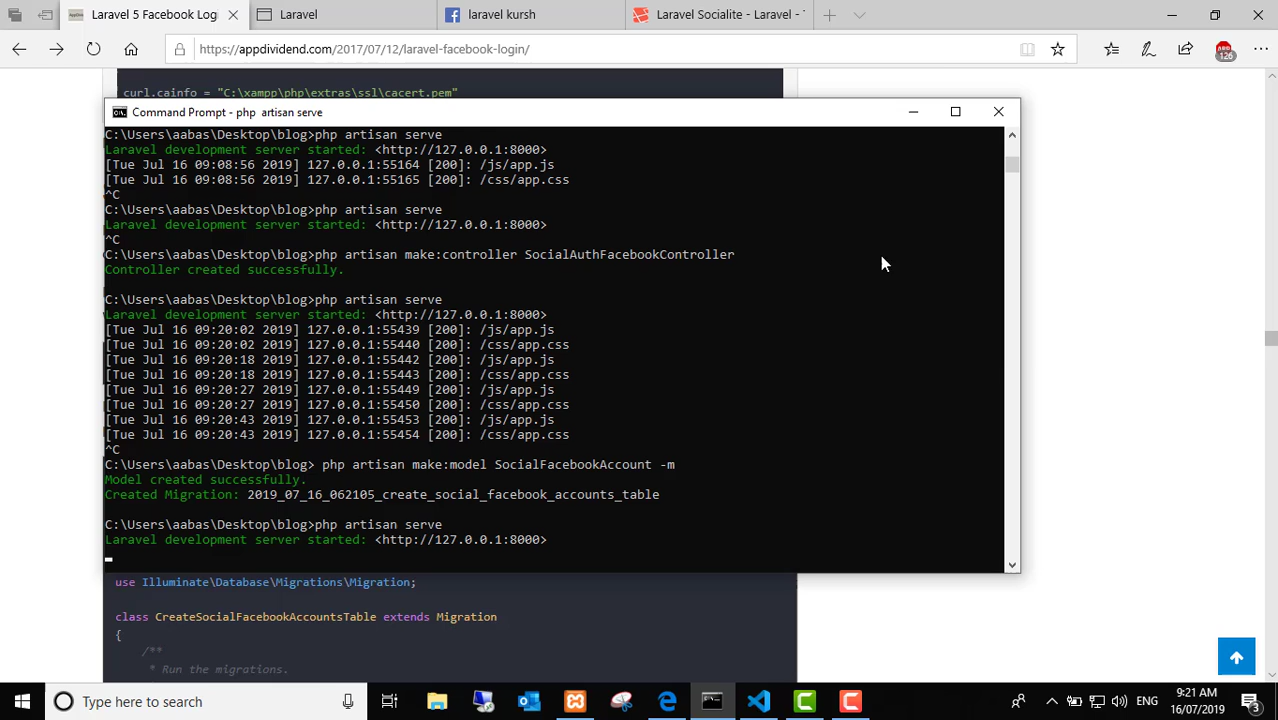 Laravel 5 Facebook Log
Laravel
laravel kursh
Laravel Socialite - Laravel -
https://appdividend.com/2017/07/12/laravel-facebook-login/
126
curl.cainfo = "C:\xampp\php\extras\ssl\cacert.pem"
Command Prompt - php  artisan serve
C:\Users\aabas\Desktop\blog>php artisan serve
Laravel development server started: <http://127.0.0.1:8000>
[Tue Jul 16 09:08:56 2019] 127.0.0.1:55164 [200]: /js/app.js
[Tue Jul 16 09:08:56 2019] 127.0.0.1:55165 [200]: /css/app.css
^C
C:\Users\aabas\Desktop\blog>php artisan serve
Laravel development server started: <http://127.0.0.1:8000>
^C
C:\Users\aabas\Desktop\blog>php artisan make:controller SocialAuthFacebookController
Controller created successfully.
C:\Users\aabas\Desktop\blog>php artisan serve
Laravel development server started: <http://127.0.0.1:8000>
[Tue Jul 16 09:20:02 2019] 127.0.0.1:55439 [200]: /js/app.js
[Tue Jul 16 09:20:02 2019] 127.0.0.1:55440 [200]: /css/app.css
[Tue Jul 16 09:20:18 2019] 127.0.0.1:55442 [200]: /js/app.js
[Tue Jul 16 09:20:18 2019] 127.0.0.1:55443 [200]: /css/app.css
[Tue Jul 16 09:20:27 2019] 127.0.0.1:55449 [200]: /js/app.js
[Tue Jul 16 09:20:27 2019] 127.0.0.1:55450 [200]: /css/app.css
[Tue Jul 16 09:20:43 2019] 127.0.0.1:55453 [200]: /js/app.js
[Tue Jul 16 09:20:43 2019] 127.0.0.1:55454 [200]: /css/app.css
^C
C:\Users\aabas\Desktop\blog> php artisan make:model SocialFacebookAccount -m
Model created successfully.
Created Migration: 2019_07_16_062105_create_social_facebook_accounts_table
C:\Users\aabas\Desktop\blog>php artisan serve
Laravel development server started: <http://127.0.0.1:8000>
use Illuminate\Database\Migrations\Migration;
class CreateSocialFacebookAccountsTable extends Migration
{
/**
* Run the migrations.
Type here to search
ENG
9:21 AM
16/07/2019
3